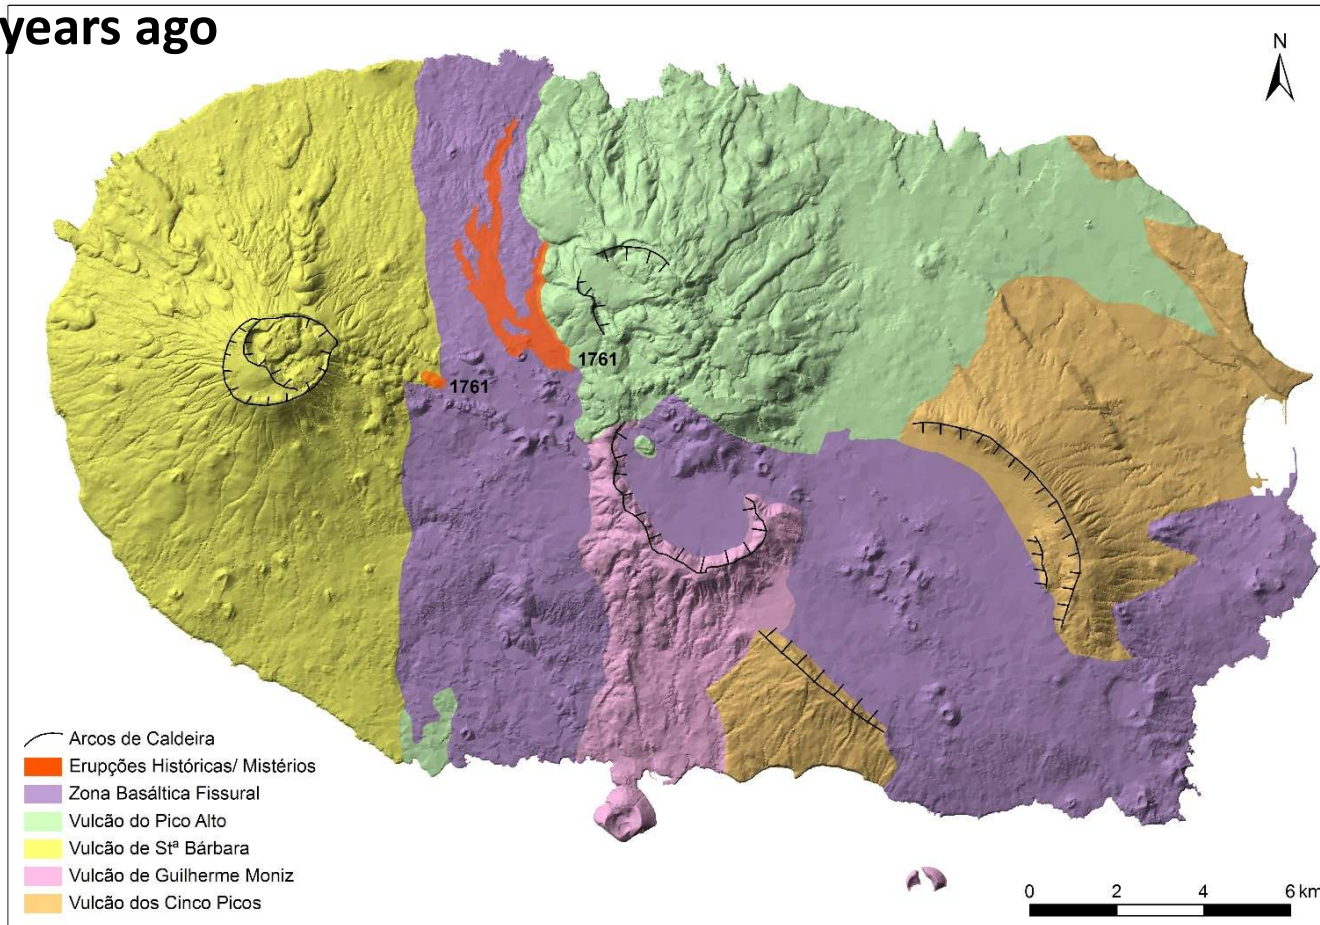 years ago
N
1761
1761
Arcos de Caldeira
Erupções Históricas/ Mistérios
Zona Basáltica Fissural
Vulcão do Pico Alto
Vulcão de Stª Bárbara
Vulcão de Guilherme Moniz
Vulcão dos Cinco Picos
0 2 4 6 km